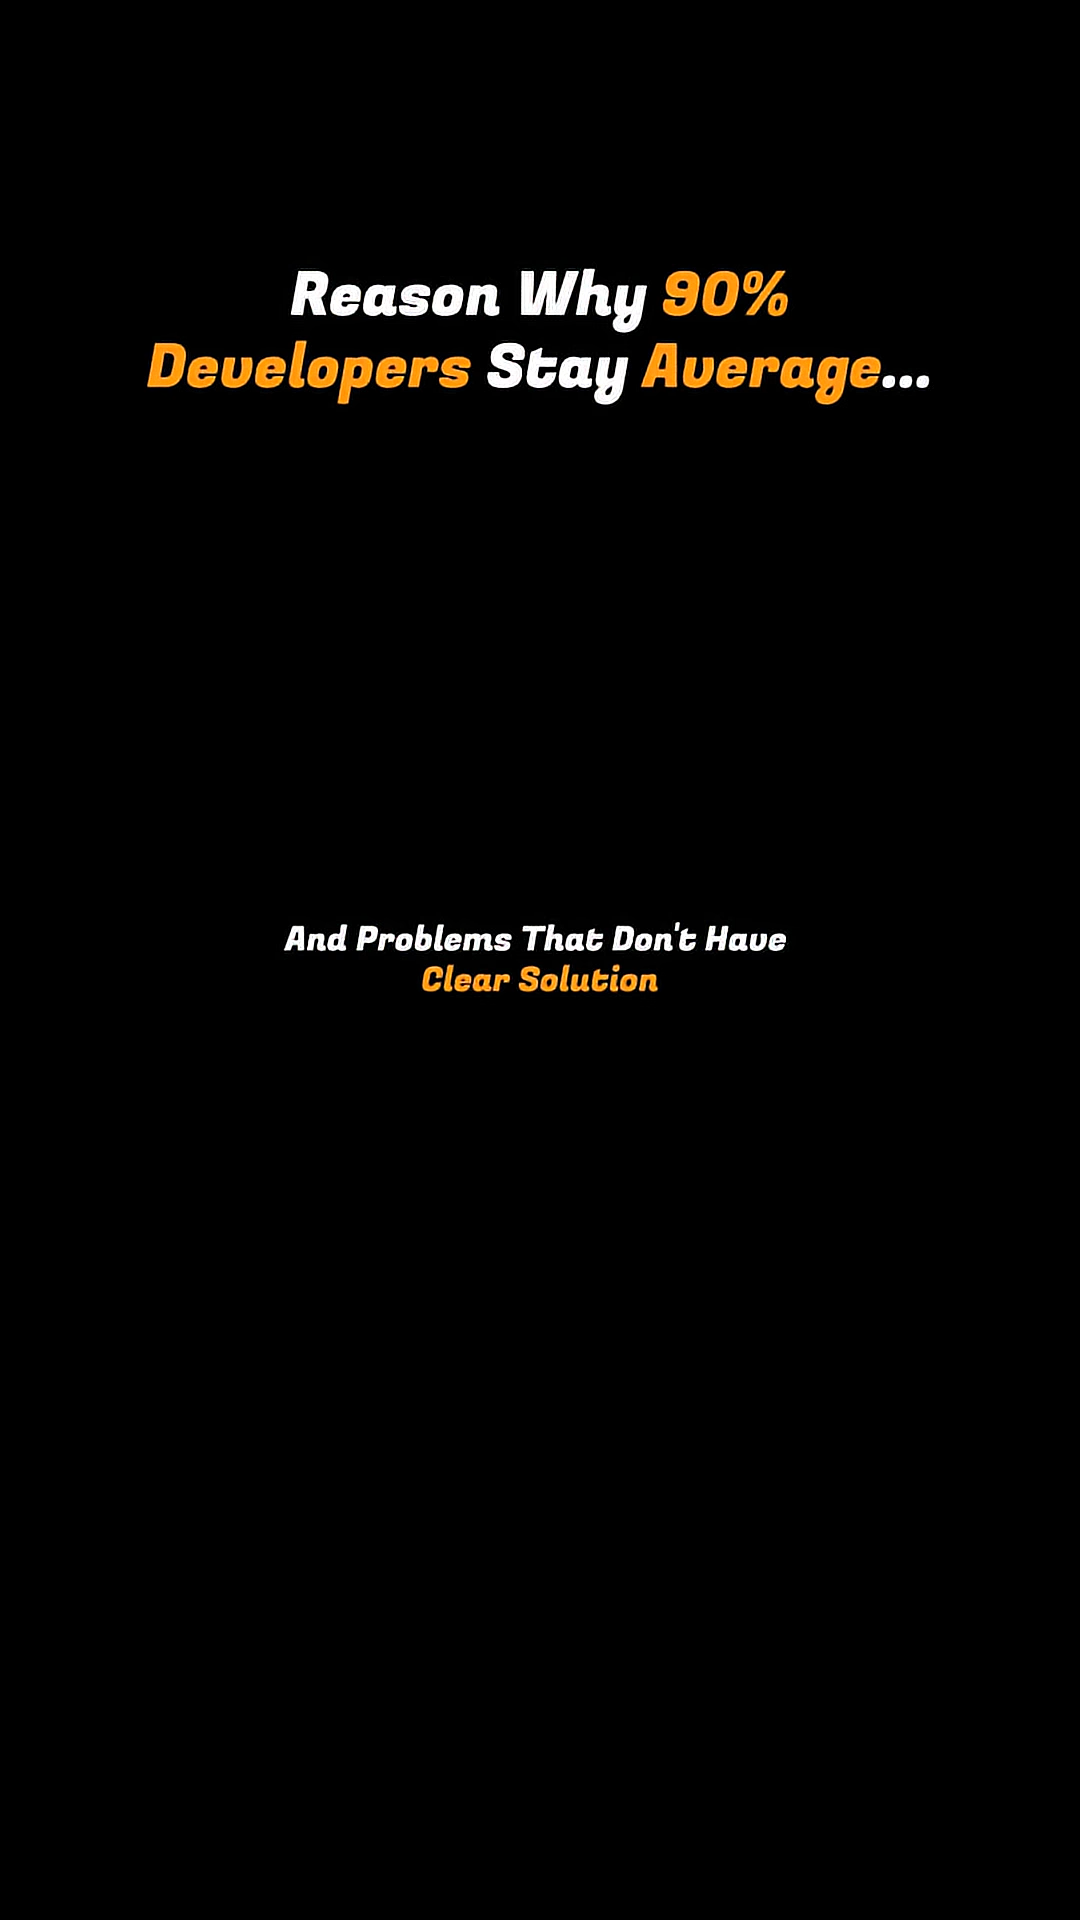 Reason Why 90%
Developers Stay Average...
And Problems That Don't Have
Clear Solution